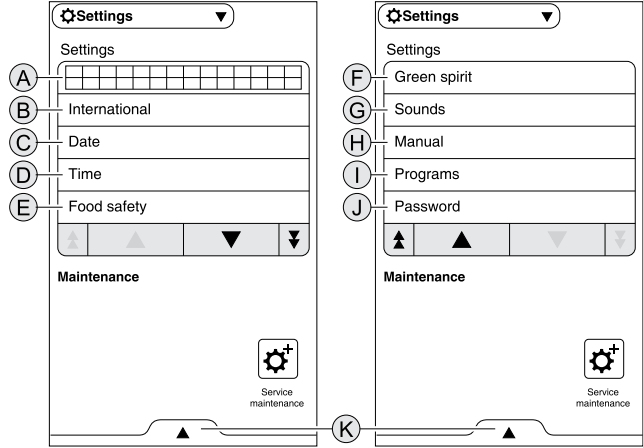 Settings
Settings
A
B International
C Date
D Time
E Food safety
Maintenance
Service
maintenance
Settings
Settings
F Green spirit
G Sounds
H Manual
I Programs
J Password
Maintenance
Service
maintenance
K